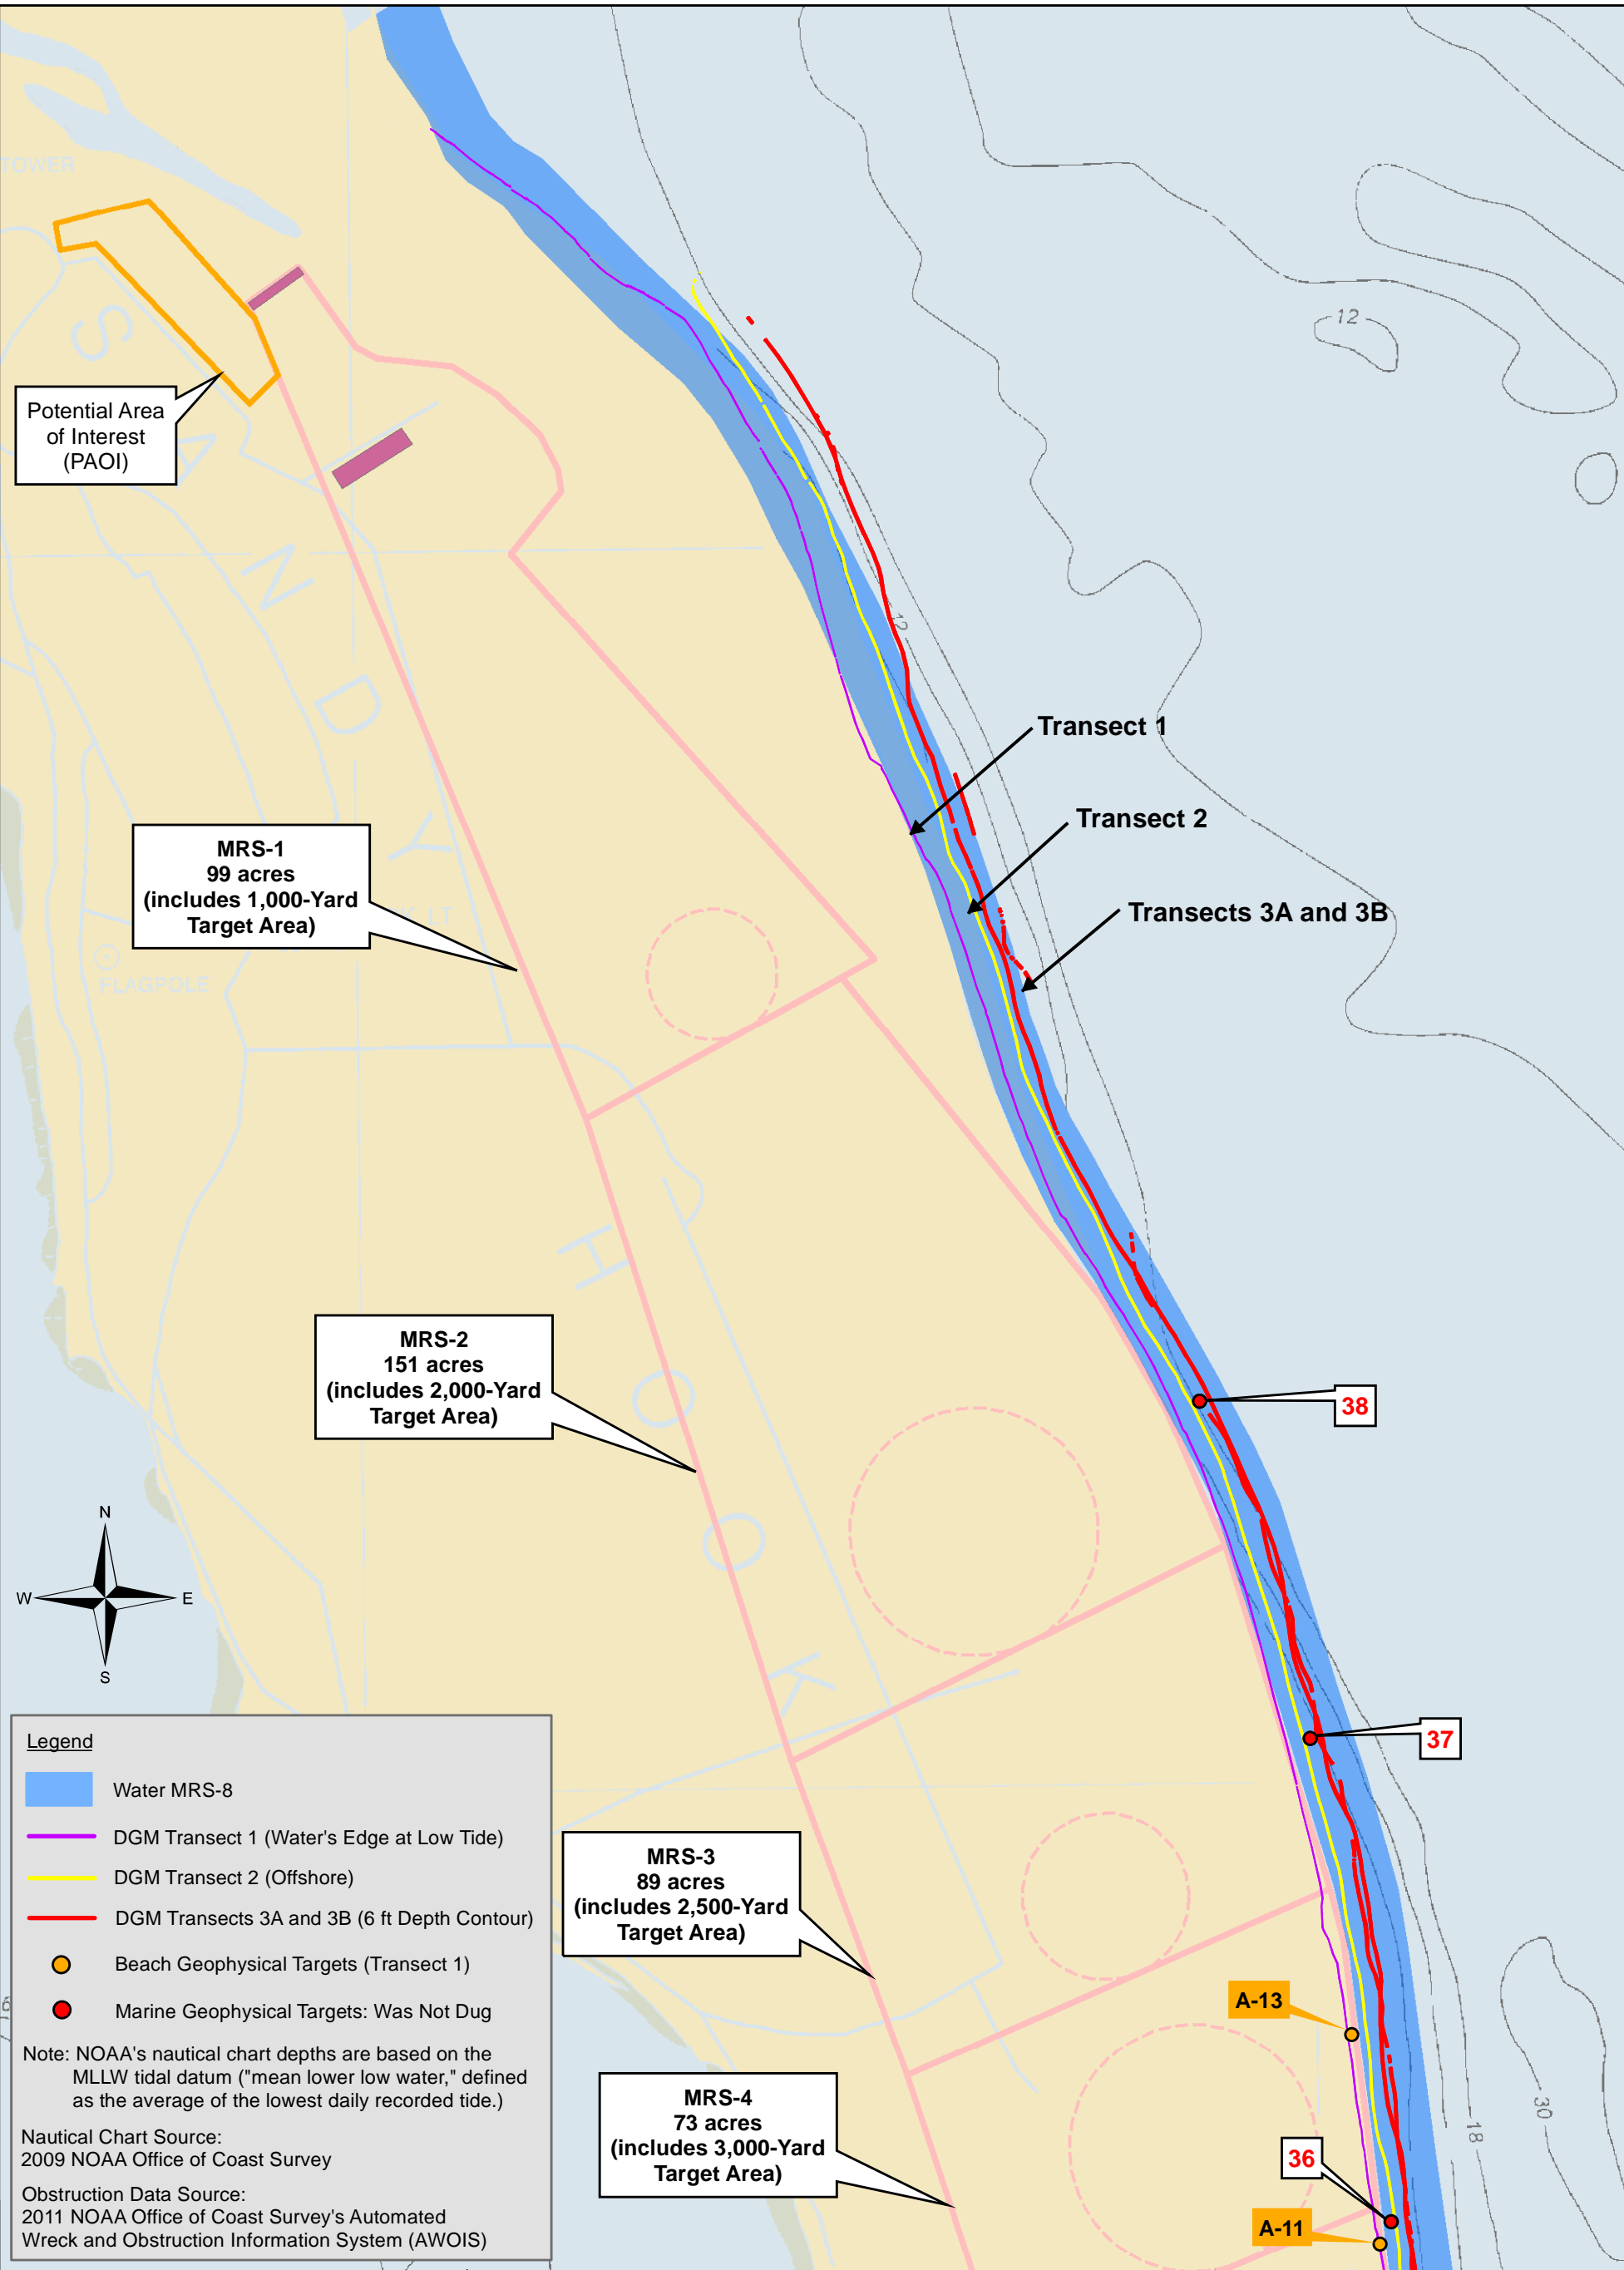 TOWER
S
A
N
D
Y
H
O
O
K
12
12
Potential Area
of Interest
(PAOI)
Transect 1
Transect 2
Transects 3A and 3B
MRS-1
99 acres
(includes 1,000-Yard
Target Area)
LT
FLAGPOLE
MRS-2
151 acres
(includes 2,000-Yard
Target Area)
38
N
W
E
S
37
Legend
Water MRS-8
DGM Transect 1 (Water's Edge at Low Tide)
DGM Transect 2 (Offshore)
DGM Transects 3A and 3B (6 ft Depth Contour)
Beach Geophysical Targets (Transect 1)
Marine Geophysical Targets: Was Not Dug
Note: NOAA's nautical chart depths are based on the
MLLW tidal datum ("mean lower low water," defined
as the average of the lowest daily recorded tide.)
Nautical Chart Source:
2009 NOAA Office of Coast Survey
Obstruction Data Source:
2011 NOAA Office of Coast Survey's Automated
Wreck and Obstruction Information System (AWOIS)
MRS-3
89 acres
(includes 2,500-Yard
Target Area)
A-13
MRS-4
73 acres
(includes 3,000-Yard
Target Area)
36
A-11
18
30